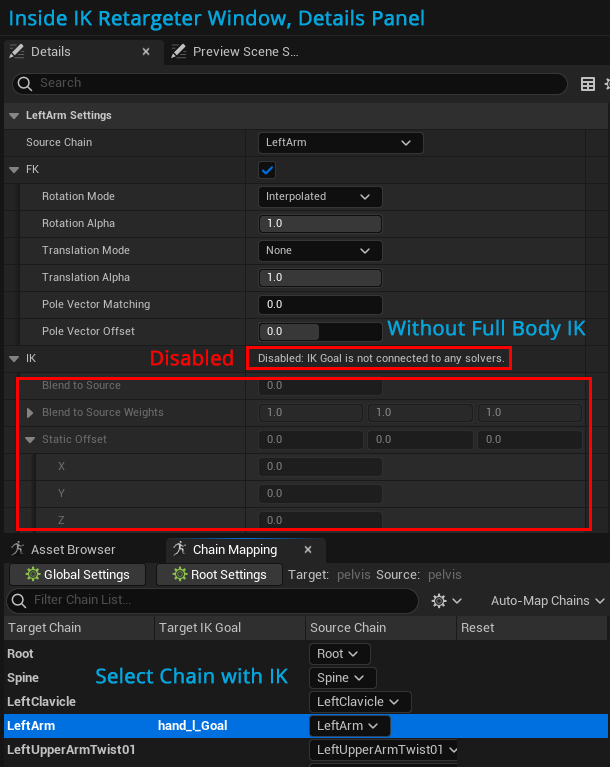 Inside IK Retargeter Window, Details Panel
Details × Preview Scene S...
Search
LeftArm Settings
Source Chain LeftArm
FK
Rotation Mode Interpolated
Rotation Alpha 1.0
Translation Mode None
Translation Alpha 1.0
Pole Vector Matching 0.0
Pole Vector Offset 0.0 Without Full Body IK
IK Disabled Disabled: IK Goal is not connected to any solvers.
Blend to Source 0.0
Blend to Source Weights 1.0 1.0 1.0
Static Offset 0.0 0.0 0.0
X 0.0
Y 0.0
Z 0.0
Asset Browser Chain Mapping ×
Global Settings Root Settings Target: pelvis Source: pelvis
Filter Chain List... Auto-Map Chains
Target Chain Target IK Goal Source Chain Reset
Root Root
Spine Select Chain with IK Spine
LeftClavicle LeftClavicle
LeftArm hand_l_Goal LeftArm
LeftUpperArmTwist01 LeftUpperArmTwist01